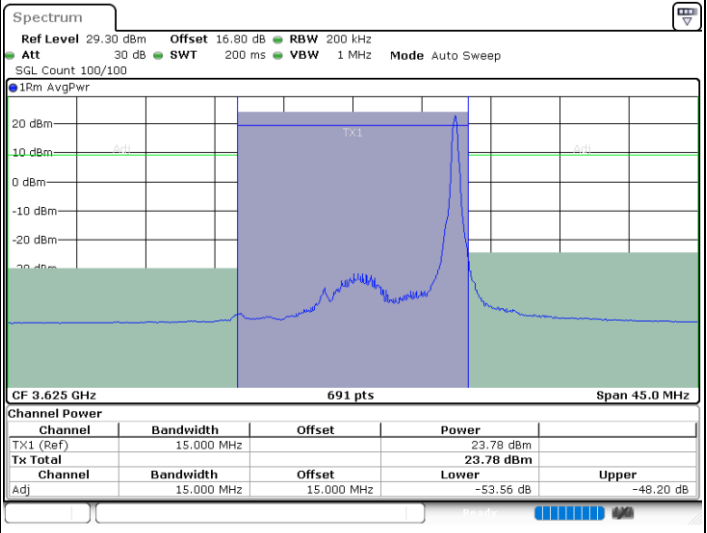 Spectrum
Ref Level 29.30 dBm Offset 16.80 dB RBW 200 kHz
Att 30 dB SWT 200 ms VBW 1 MHz Mode Auto Sweep
SGL Count 100/100
1Rm AvgPwr
20 dBm
TX1
10 dBm Adj Adj
0 dBm
-10 dBm
-20 dBm
CF 3.625 GHz 691 pts Span 45.0 MHz
Channel Power
Channel Bandwidth Offset Power
TX1 (Ref) 15.000 MHz 23.78 dBm
Tx Total 23.78 dBm
Channel Bandwidth Offset Lower Upper
Adj 15.000 MHz 15.000 MHz -53.56 dB -48.20 dB
Ready